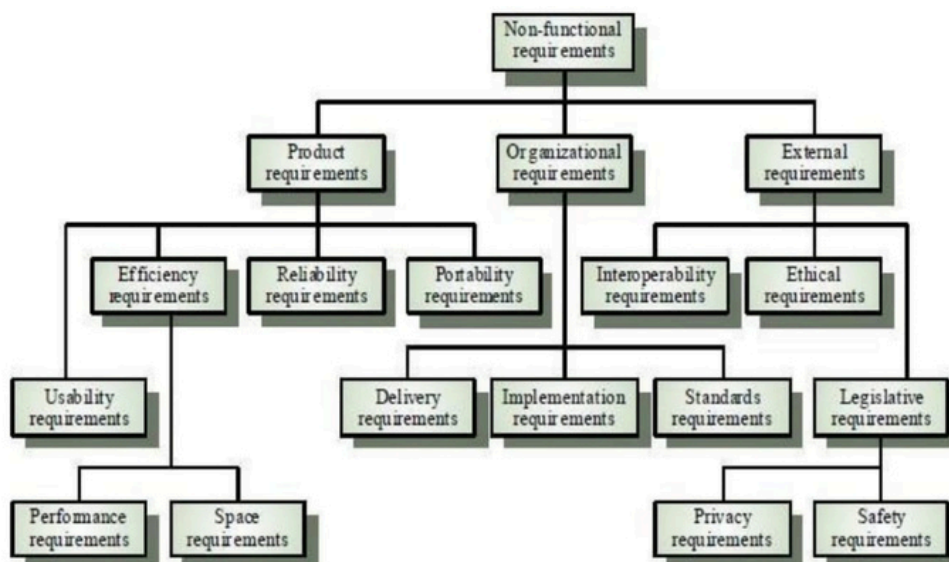 Non-functional
requirements
Product
requirements
Organizational
requirements
External
requirements
Efficiency
requirements
Reliability
requirements
Portability
requirements
Interoperability
requirements
Ethical
requirements
Usability
requirements
Delivery
requirements
Implementation
requirements
Standards
requirements
Legislative
requirements
Performance
requirements
Space
requirements
Privacy
requirements
Safety
requirements